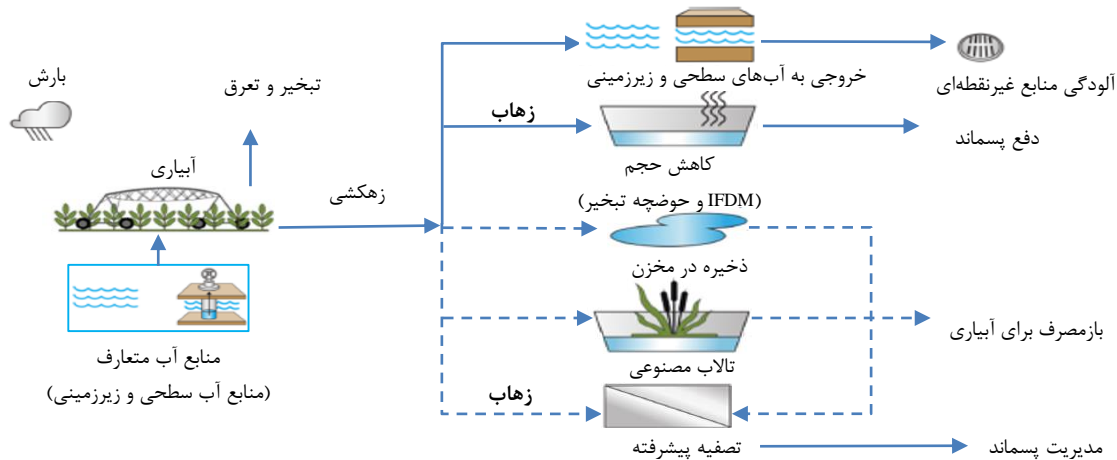 بارش
تبخیر و تعرق
آبیاری
زهکشی
منابع آب متعارف
(منابع آب سطحی و زیرزمینی)
خروجی به آب‌های سطحی و زیرزمینی
آلودگی منابع غیرنقطه‌ای
زهاب
کاهش حجم
(IFDM و حوضچه تبخیر)
دفع پسماند
ذخیره در مخزن
تالاب مصنوعی
بازمصرف برای آبیاری
زهاب
تصفیه پیشرفته
مدیریت پسماند